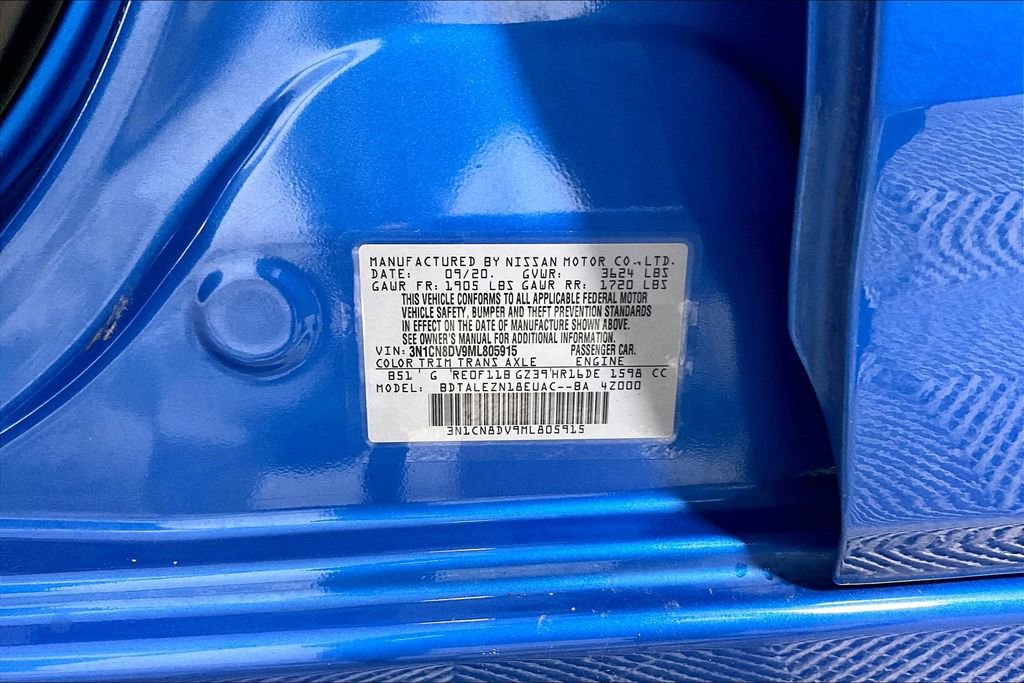 MANUFACTURED BY NISSAN MOTOR CO.,LTD.
DATE: 09/20. GVWR: 3624 LBS
GAWR FR: 1905 LBS GAWR RR: 1720 LBS
THIS VEHICLE CONFORMS TO ALL APPLICABLE FEDERAL MOTOR
VEHICLE SAFETY, BUMPER AND THEFT PREVENTION STANDARDS
IN EFFECT ON THE DATE OF MANUFACTURE SHOWN ABOVE.
SEE OWNER'S MANUAL FOR ADDITIONAL INFORMATION.
VIN: 3N1CN8DV9ML805915 PASSENGER CAR.
COLOR TRIM TRANS AXLE ENGINE
B51' G 'RE0F11B GZ39'HR16DE 1598 CC
MODEL: BDTALEZN18EUAC--BA 42000
3N1CN8DV9ML805915